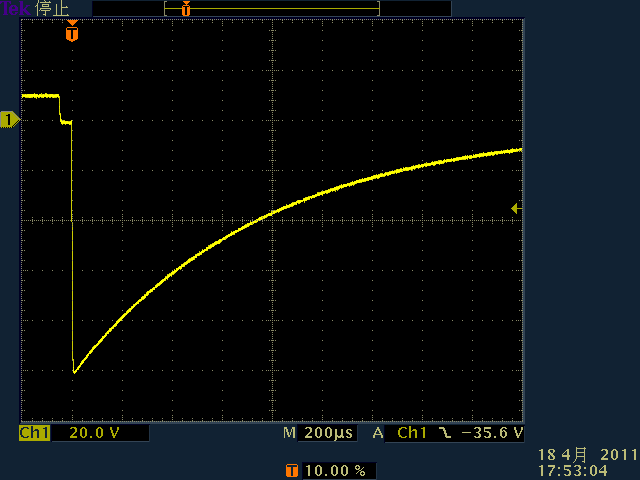 Tek 停止
T
T
1
Ch1 20.0 V M 200µs A Ch1 -35.6 V
T 10.00 %
18 4月 2011
17:53:04